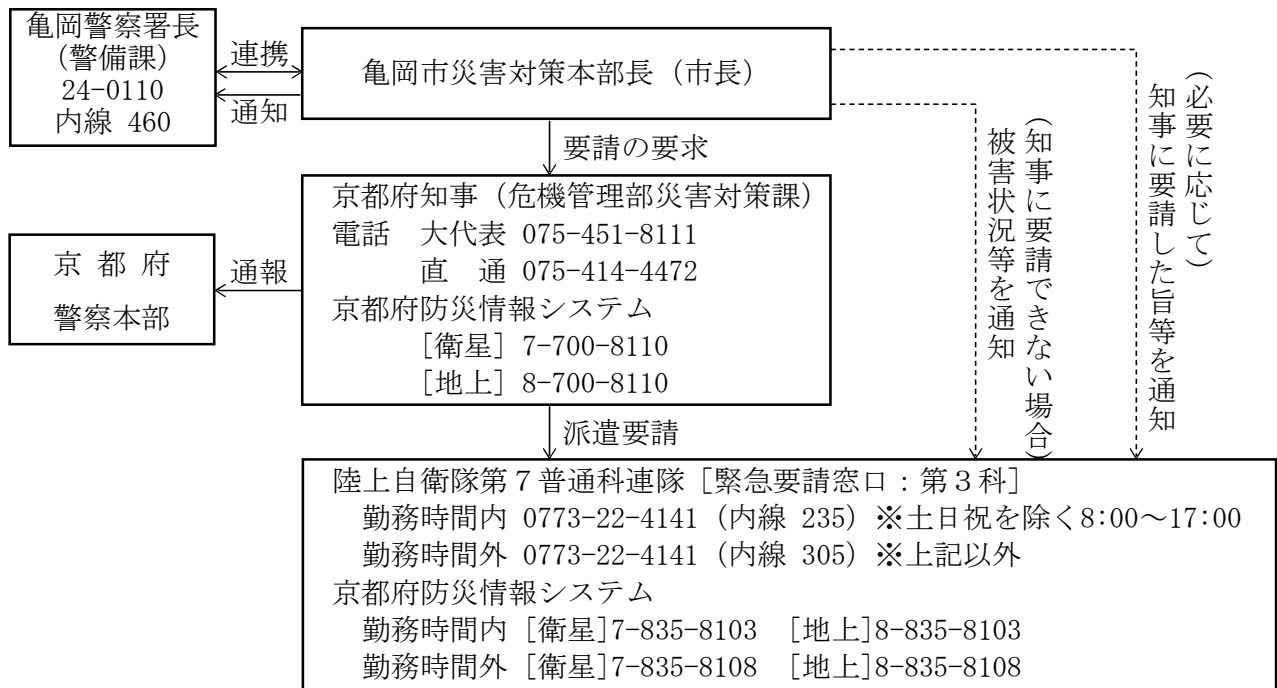 亀岡警察署長
(警備課)
24-0110
内線 460
連携
通知
亀岡市災害対策本部長（市長）
要請の要求
京都府知事（危機管理部災害対策課）
電話　大代表 075-451-8111
直　通 075-414-4472
京都府防災情報システム
［衛星］7-700-8110
［地上］8-700-8110
通報
京 都 府
警察本部
派遣要請
(知事に要請できない場合)
被害状況等を通知
(必要に応じて)
知事に要請した旨等を通知
陸上自衛隊第７普通科連隊［緊急要請窓口：第３科］
勤務時間内 0773-22-4141（内線 235）※土日祝を除く8:00～17:00
勤務時間外 0773-22-4141（内線 305）※上記以外
京都府防災情報システム
勤務時間内 [衛星]7-835-8103　[地上]8-835-8103
勤務時間外 [衛星]7-835-8108　[地上]8-835-8108